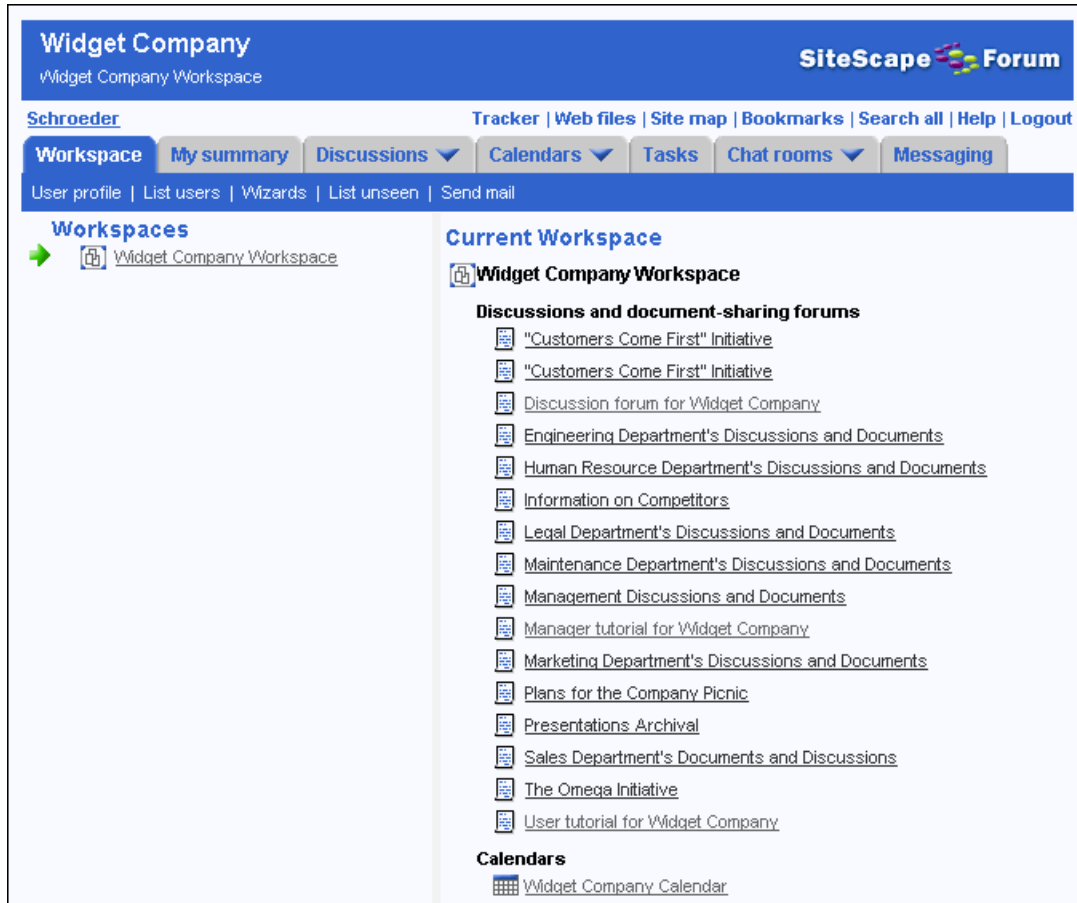 Widget Company
Widget Company Workspace
SiteScape Forum
Schroeder
Tracker | Web files | Site map | Bookmarks | Search all | Help | Logout
Workspace My summary Discussions Calendars Tasks Chat rooms Messaging
User profile | List users | Wizards | List unseen | Send mail
Workspaces
Widget Company Workspace
Current Workspace
Widget Company Workspace
Discussions and document-sharing forums
"Customers Come First" Initiative
"Customers Come First" Initiative
Discussion forum for Widget Company
Engineering Department's Discussions and Documents
Human Resource Department's Discussions and Documents
Information on Competitors
Legal Department's Discussions and Documents
Maintenance Department's Discussions and Documents
Management Discussions and Documents
Manager tutorial for Widget Company
Marketing Department's Discussions and Documents
Plans for the Company Picnic
Presentations Archival
Sales Department's Documents and Discussions
The Omega Initiative
User tutorial for Widget Company
Calendars
Widget Company Calendar